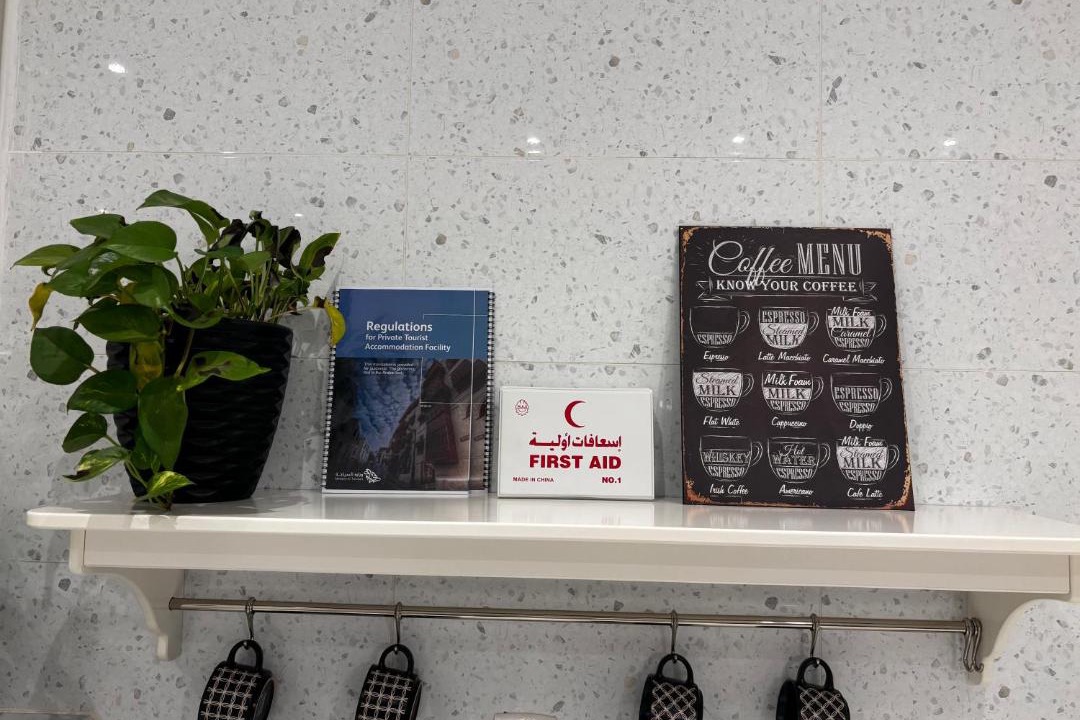 Regulations
for Private Tourist
Accommodation Facility
إسعافات أولية
FIRST AID
MADE IN CHINA
NO.1
Coffee MENU
KNOW YOUR COFFEE
Espresso
ESPRESSO
Steamed
MILK
Latte Macchiato
Milk Foam
MILK
Caramel
ESPRESSO
Caramel Macchiato
Steamed
MILK
ESPRESSO
Flat White
Milk Foam
MILK
ESPRESSO
Cappuccino
ESPRESSO
ESPRESSO
Doppio
WHISKEY
ESPRESSO
Irish Coffee
Hot
WATER
ESPRESSO
Americano
Milk Foam
Steamed
MILK
ESPRESSO
Cafe Latte